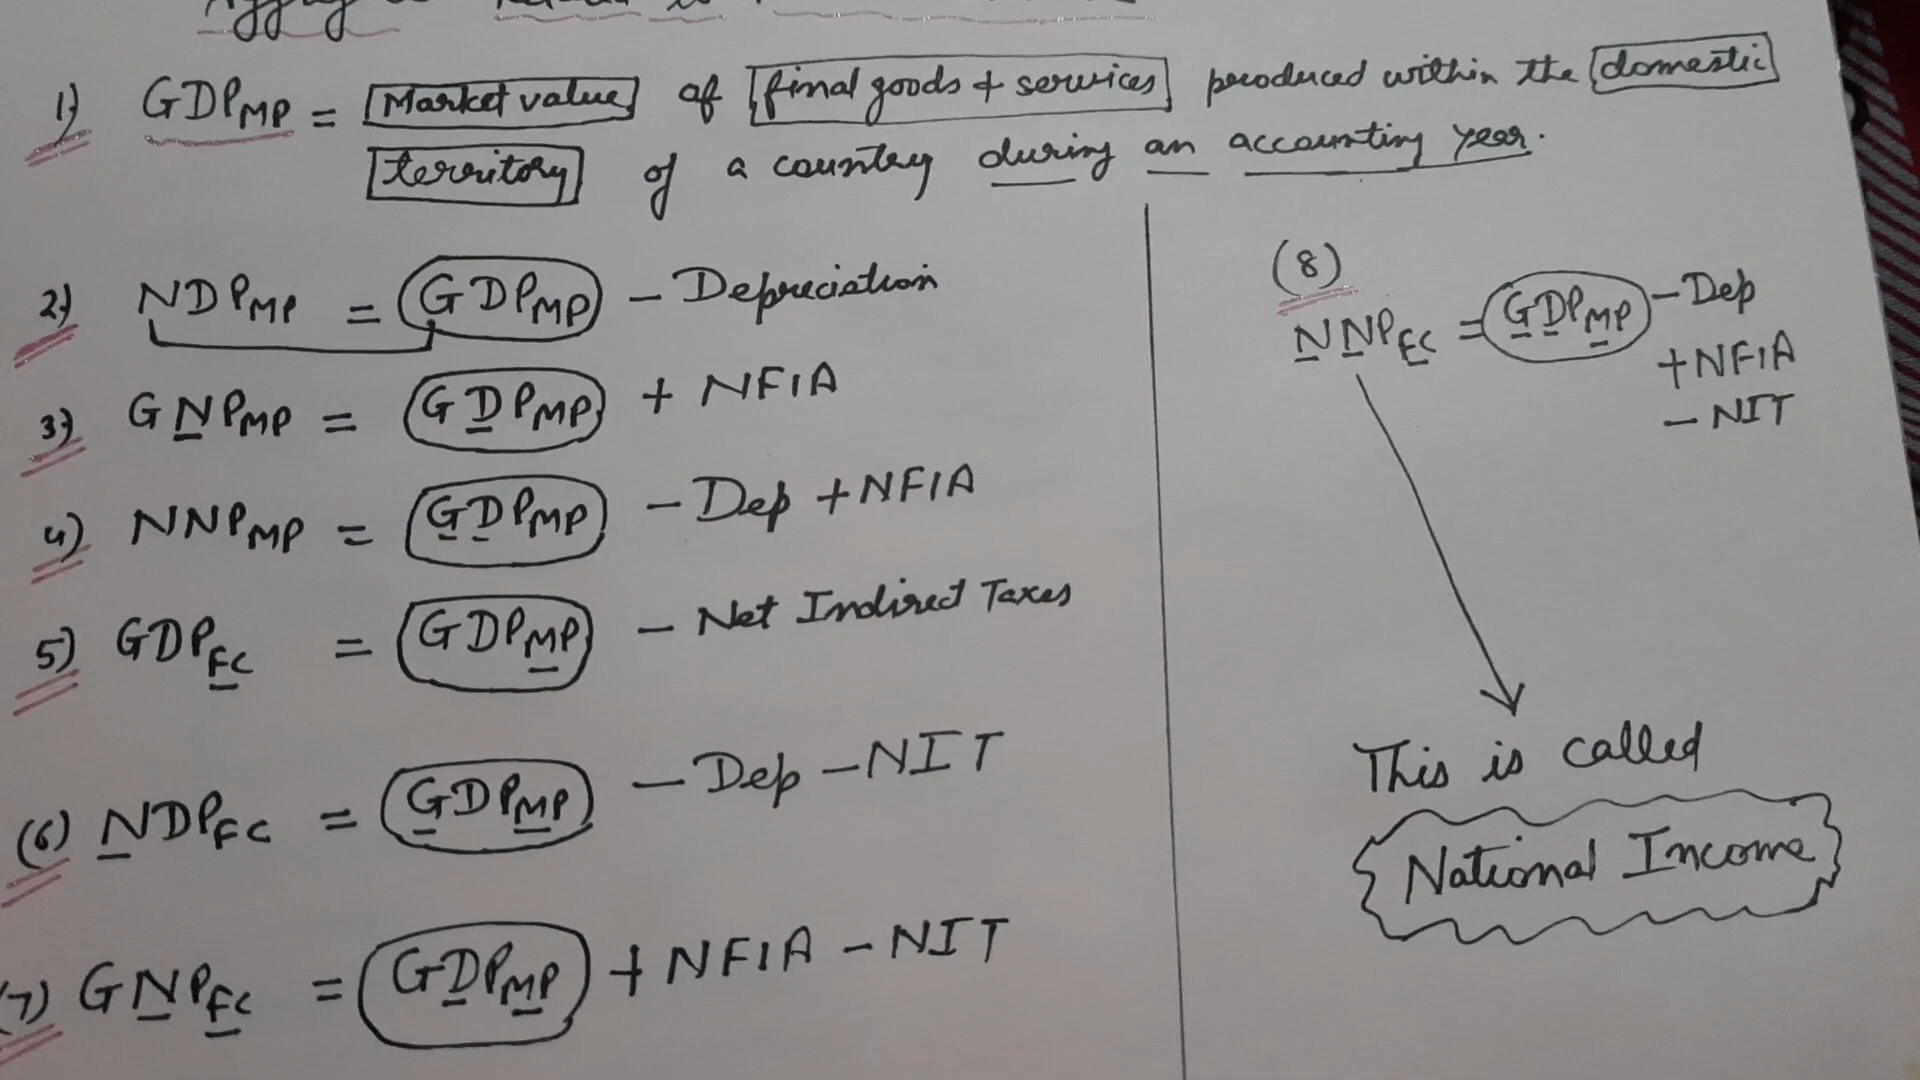 1) GDPMP = Market value of final goods + services produced within the domestic
territory of a country during an accounting year.
2) NDPMP = GDPMP - Depreciation
3) GNPMP = GDPMP + NFIA
4) NNPMP = GDPMP - Dep + NFIA
5) GDPFC = GDPMP - Net Indirect Taxes
(6) NDPFC = GDPMP - Dep - NIT
(7) GNPFC = GDPMP + NFIA - NIT
(8)
NNPFC = GDPMP - Dep
+ NFIA
- NIT
This is called
National Income